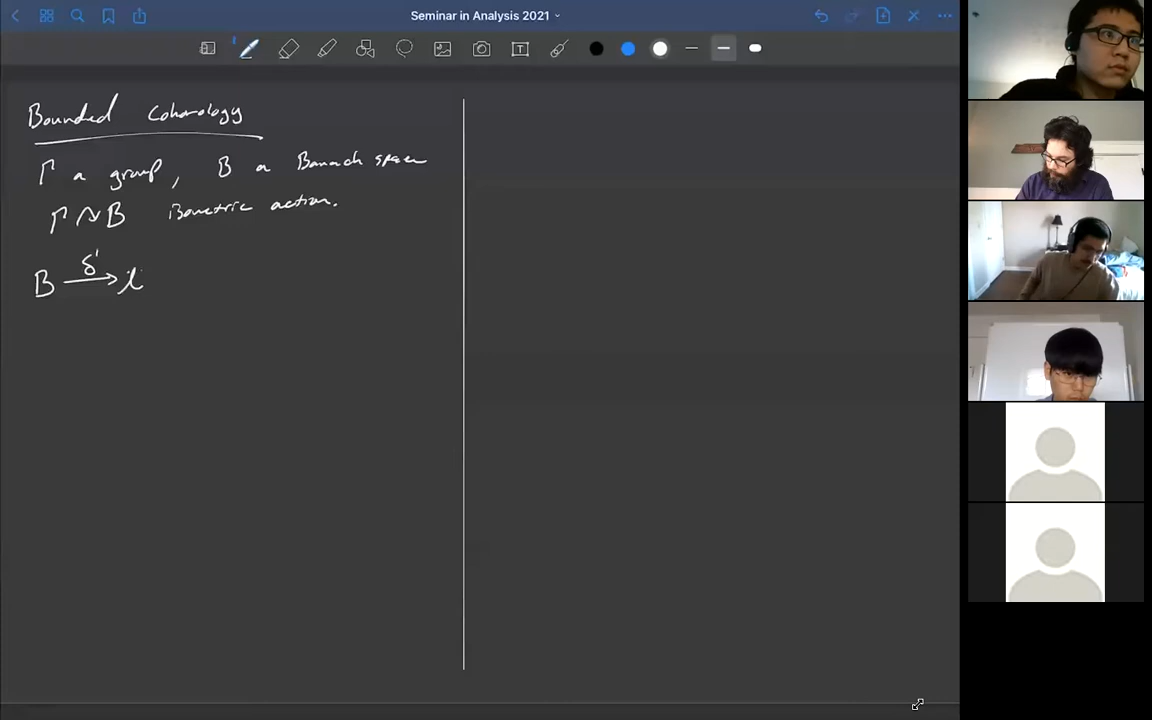 Seminar in Analysis 2021
Bounded Cohomology
Γ a group, B a Banach space
Γ ↷ B Isometric action.
B —δ¹→ ℓ